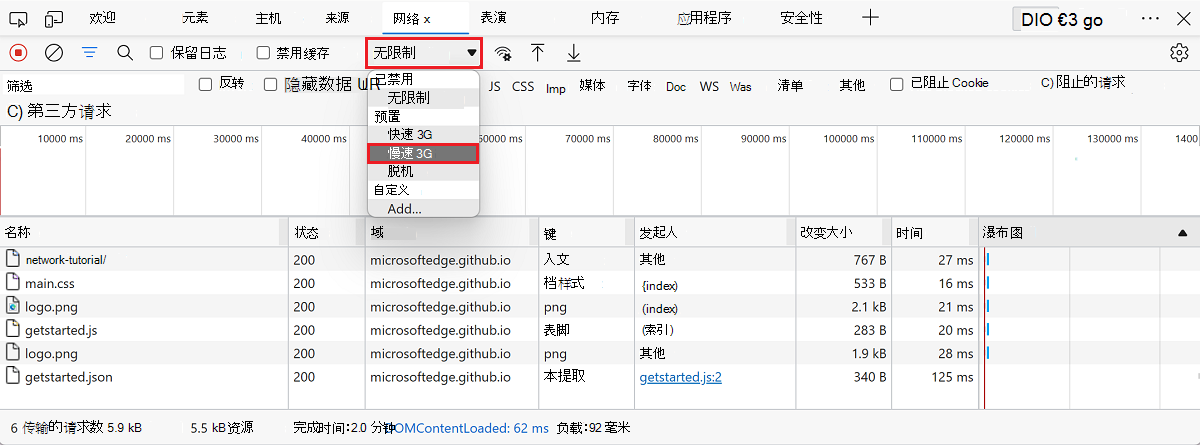 欢迎 元素 主机 来源 网络 x 表演 内存 应用程序 安全性 DIO €3 go
保留日志 禁用缓存 无限制
筛选 反转 隐藏数据 JS CSS Imp 媒体 字体 Doc WS Was 清单 其他 已阻止 Cookie C) 阻止的请求
C) 第三方请求
已禁用
无限制
预置
快速 3G
慢速 3G
脱机
自定义
Add...
10000 ms 20000 ms 30000 ms 40000 ms 60000 ms 70000 ms 80000 ms 90000 ms 100000 ms 110000 ms 120000 ms 130000 ms 1400
名称 状态 域 键 发起人 改变大小 时间 瀑布图
network-tutorial/ 200 microsoftedge.github.io 入文 其他 767 B 27 ms
main.css 200 microsoftedge.github.io 档样式 {index) 533 B 16 ms
logo.png 200 microsoftedge.github.io png (index) 2.1 kB 21 ms
getstarted.js 200 microsoftedge.github.io 表脚 (索引) 283 B 20 ms
logo.png 200 microsoftedge.github.io png 其他 1.9 kB 28 ms
getstarted.json 200 microsoftedge.github.io 本提取 getstarted.js:2 340 B 125 ms
6 传输的请求数 5.9 kB 5.5 kB资源 完成时间:2.0 分钟 OMContentLoaded: 62 ms 负载:92 毫米